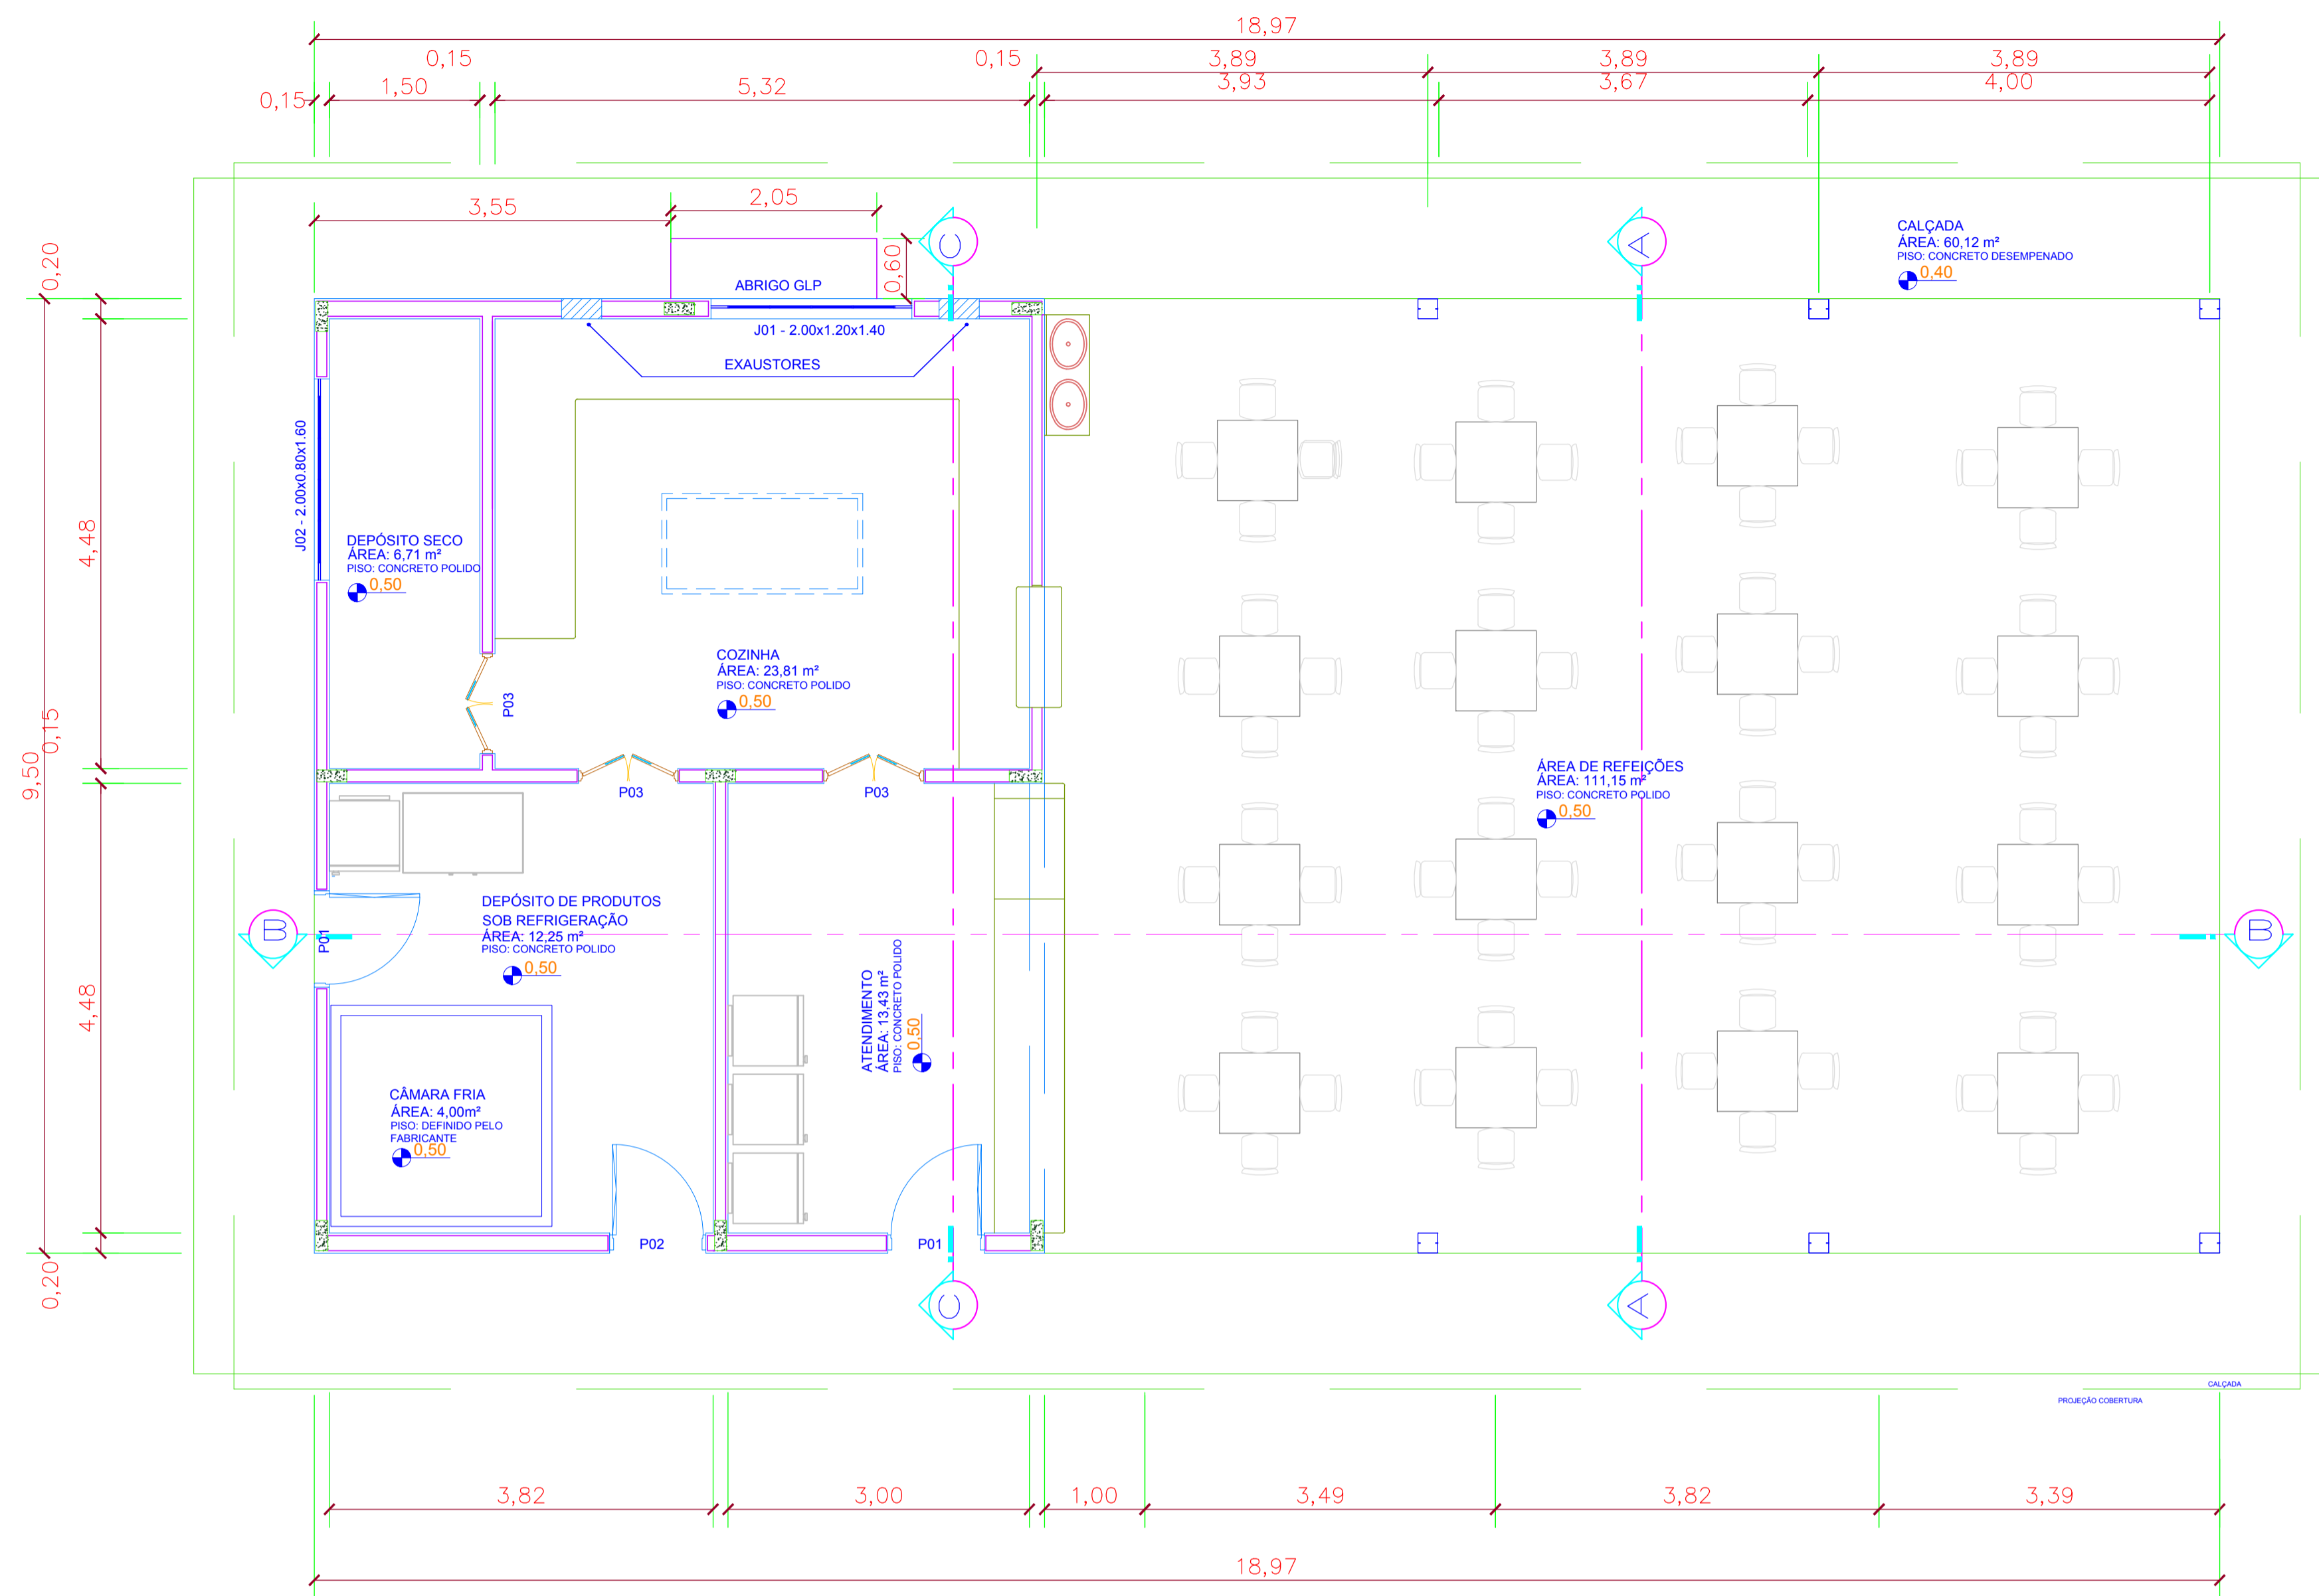 18,97
0,15
0,15
3,89
3,89
3,89
0,15
1,50
5,32
3,93
3,67
4,00
3,55
2,05
0,60
0,20
C
A
CALÇADA
ÁREA: 60,12 m²
PISO: CONCRETO DESEMPENADO
0,40
ABRIGO GLP
J01 - 2.00x1.20x1.40
EXAUSTORES
J02 - 2.00x0.80x1.60
4,48
DEPÓSITO SECO
ÁREA: 6,71 m²
PISO: CONCRETO POLIDO
0,50
P03
COZINHA
ÁREA: 23,81 m²
PISO: CONCRETO POLIDO
0,50
0,15
9,50
P03
P03
ÁREA DE REFEIÇÕES
ÁREA: 111,15 m²
PISO: CONCRETO POLIDO
0,50
B
P01
DEPÓSITO DE PRODUTOS
SOB REFRIGERAÇÃO
ÁREA: 12,25 m²
PISO: CONCRETO POLIDO
0,50
B
4,48
ATENDIMENTO
ÁREA: 13,43 m²
PISO: CONCRETO POLIDO
0,50
CÂMARA FRIA
ÁREA: 4,00m²
PISO: DEFINIDO PELO
FABRICANTE
0,50
P02
P01
0,20
C
A
CALÇADA
PROJEÇÃO COBERTURA
3,82
3,00
1,00
3,49
3,82
3,39
18,97